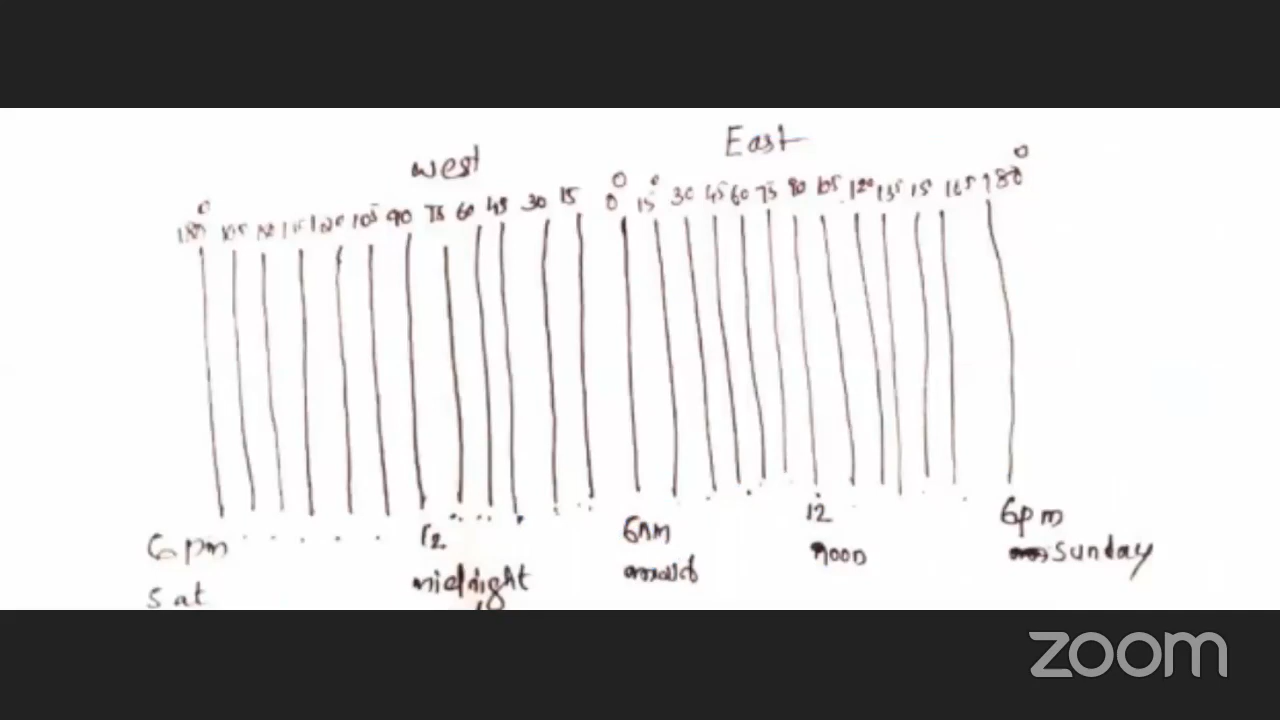 West East
180° 165 150 135 120 105 90 75 60 45 30 15 0° 15° 30 45 60 75 90 105 120 135 15 165 180°
6pm 12 6am 12 6pm
Sat midnight noon Sunday
zoom